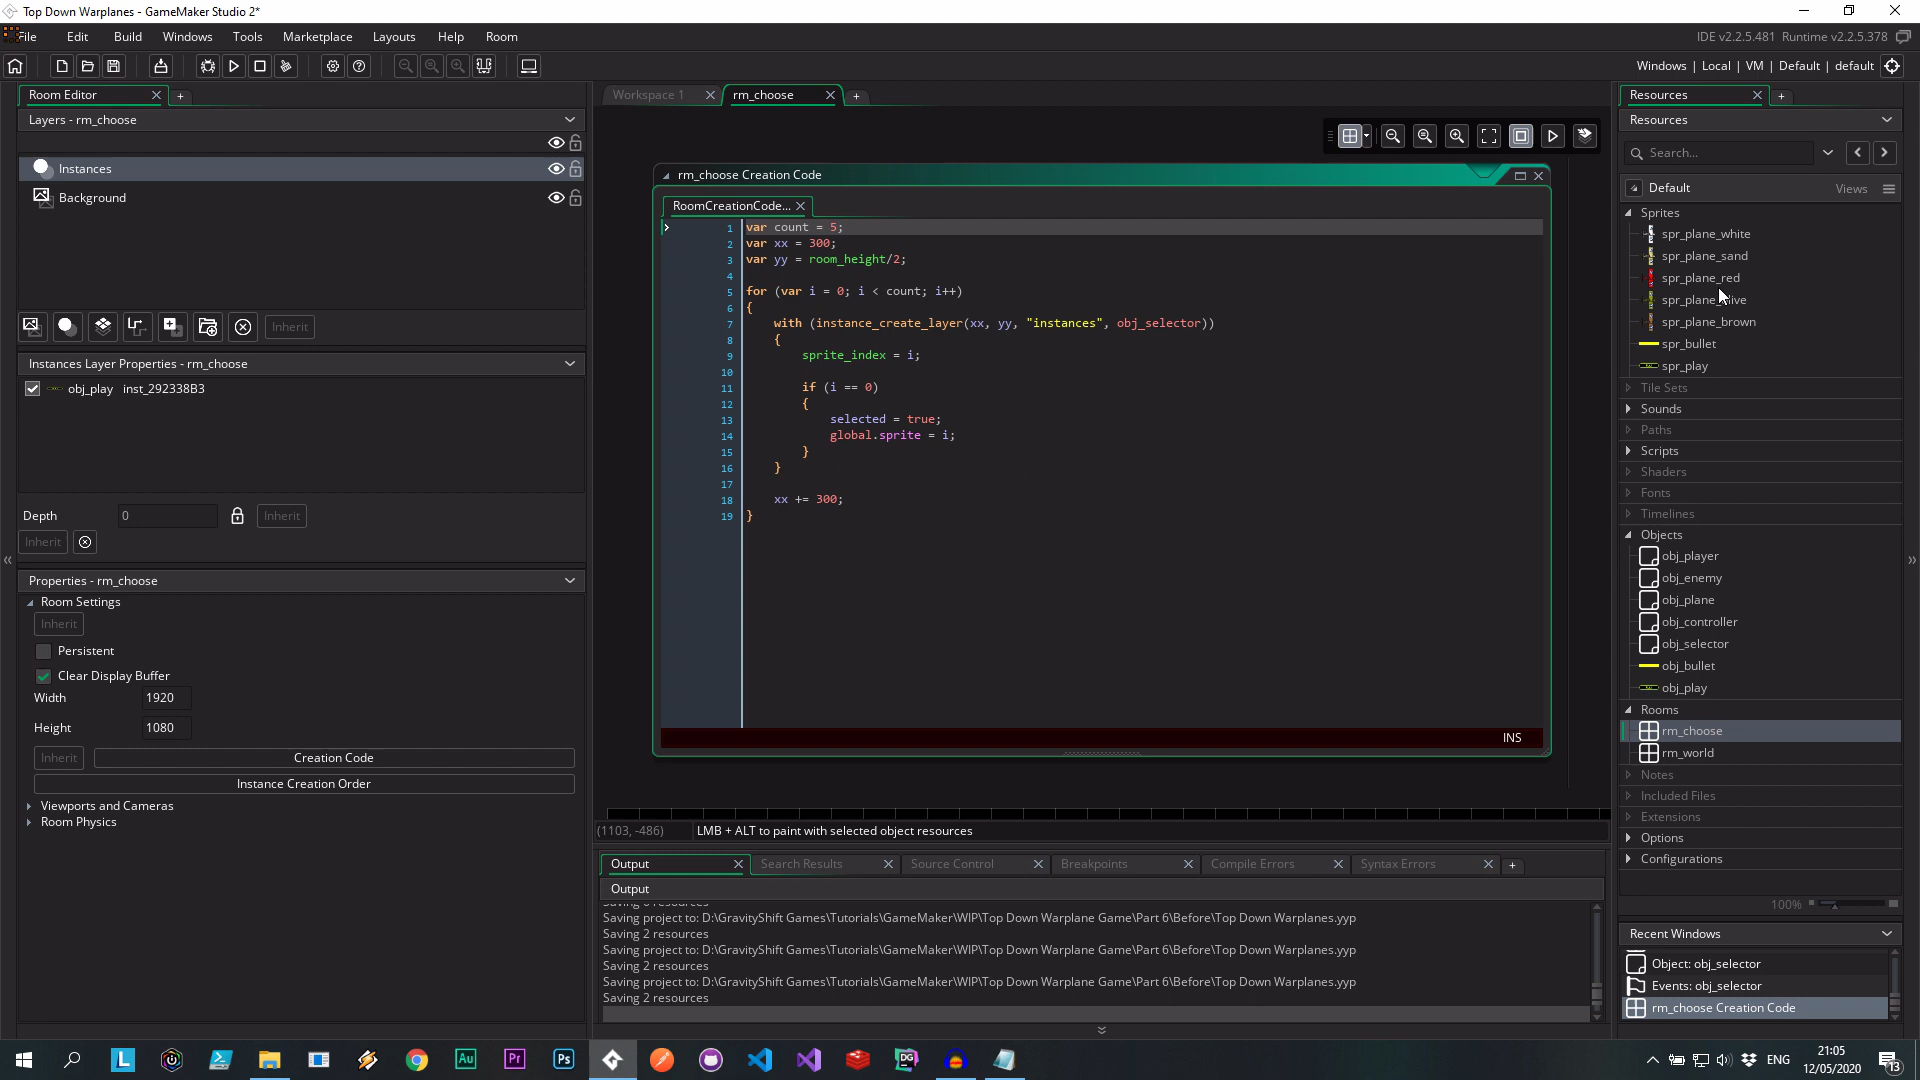 Top Down Warplanes - GameMaker Studio 2*
File Edit Build Windows Tools Marketplace Layouts Help Room
IDE v2.2.5.481 Runtime v2.2.5.378
Windows | Local | VM | Default | default
Room Editor
Layers - rm_choose
Instances
Background
Inherit
Instances Layer Properties - rm_choose
obj_play inst_292338B3
Depth 0 Inherit
Inherit
Properties - rm_choose
Room Settings
Inherit
Persistent
Clear Display Buffer
Width 1920
Height 1080
Inherit Creation Code
Instance Creation Order
Viewports and Cameras
Room Physics
Workspace 1 rm_choose
rm_choose Creation Code
RoomCreationCode...
1 var count = 5;
2 var xx = 300;
3 var yy = room_height/2;
4
5 for (var i = 0; i < count; i++)
6 {
7 with (instance_create_layer(xx, yy, "instances", obj_selector))
8 {
9 sprite_index = i;
10
11 if (i == 0)
12 {
13 selected = true;
14 global.sprite = i;
15 }
16 }
17
18 xx += 300;
19 }
INS
(1103, -486) LMB + ALT to paint with selected object resources
Output Search Results Source Control Breakpoints Compile Errors Syntax Errors
Output
Saving project to: D:\GravityShift Games\Tutorials\GameMaker\WIP\Top Down Warplane Game\Part 6\Before\Top Down Warplanes.yyp
Saving 2 resources
Saving project to: D:\GravityShift Games\Tutorials\GameMaker\WIP\Top Down Warplane Game\Part 6\Before\Top Down Warplanes.yyp
Saving 2 resources
Saving project to: D:\GravityShift Games\Tutorials\GameMaker\WIP\Top Down Warplane Game\Part 6\Before\Top Down Warplanes.yyp
Saving 2 resources
Resources
Resources
Search...
Default Views
Sprites
spr_plane_white
spr_plane_sand
spr_plane_red
spr_plane_olive
spr_plane_brown
spr_bullet
spr_play
Tile Sets
Sounds
Paths
Scripts
Shaders
Fonts
Timelines
Objects
obj_player
obj_enemy
obj_plane
obj_controller
obj_selector
obj_bullet
obj_play
Rooms
rm_choose
rm_world
Notes
Included Files
Extensions
Options
Configurations
100%
Recent Windows
Object: obj_selector
Events: obj_selector
rm_choose Creation Code
L Au Pr Ps DG
ENG
21:05
12/05/2020
13